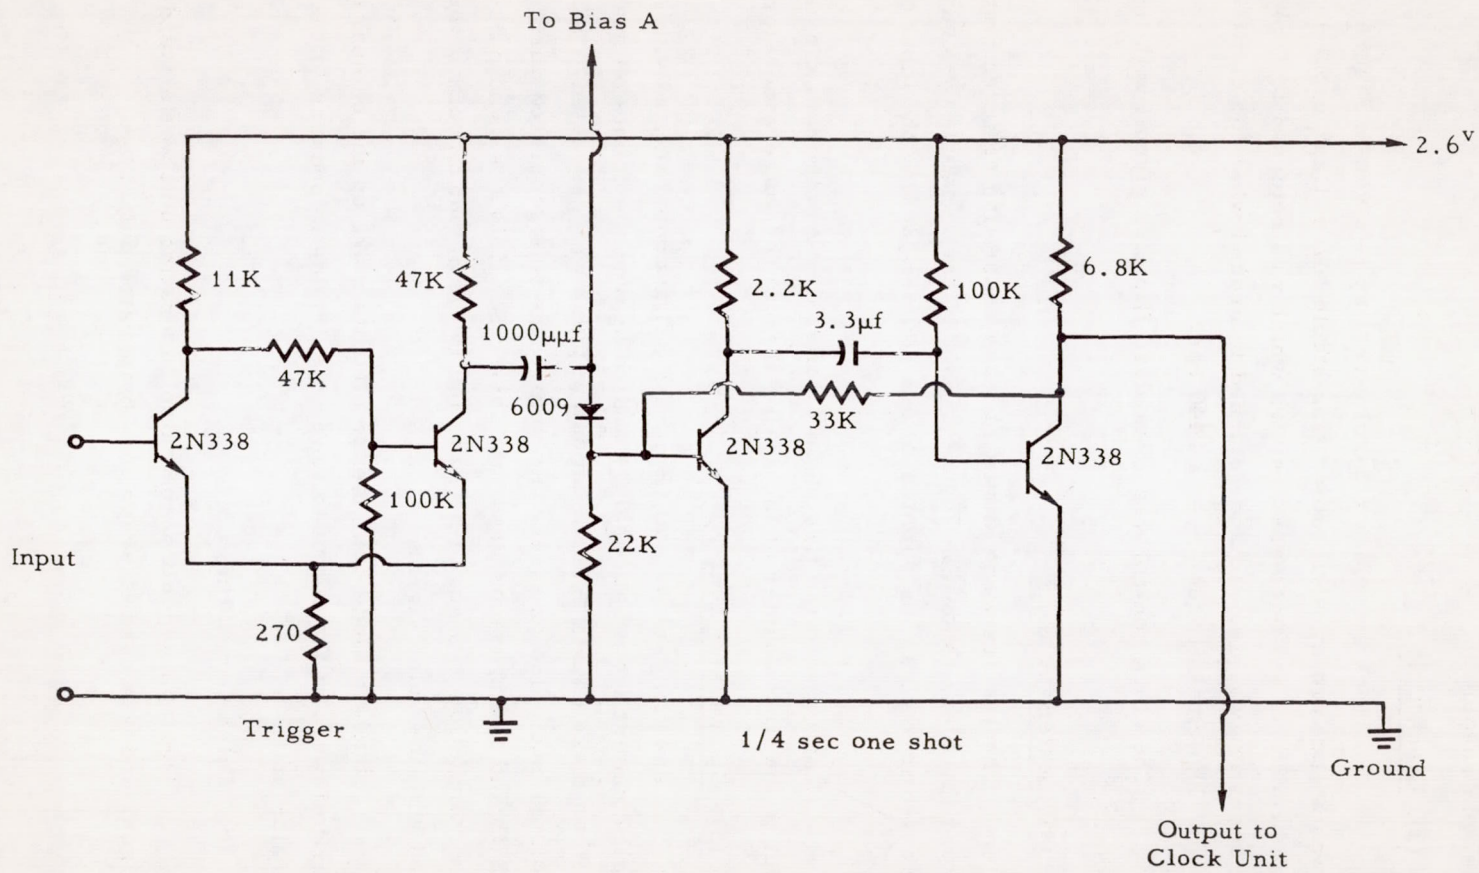 To Bias A
2.6v
11K
47K
6.8K
2.2K
100K
1000μμf
3.3μf
47K
6009
33K
2N338
2N338
2N338
2N338
100K
22K
Input
270
Trigger
1/4 sec one shot
Ground
Output to
Clock Unit